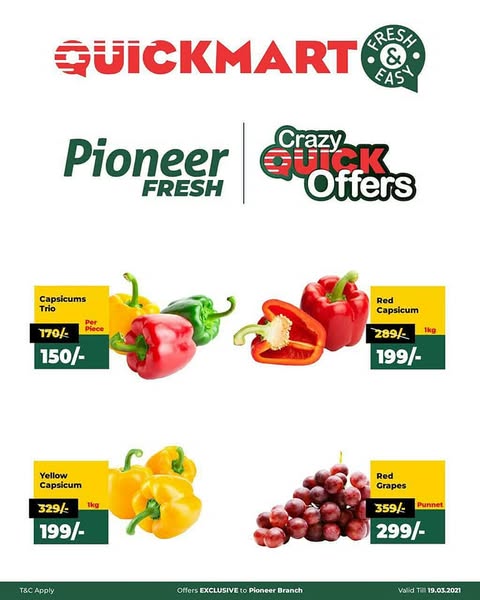 QUICKMART
FRESH
&
EASY
Pioneer
FRESH
Crazy
QUICK
Offers
Capsicums
Trio
170/-
Per
Piece
150/-
Red
Capsicum
289/-
1kg
199/-
Yellow
Capsicum
329/-
1kg
199/-
Red
Grapes
359/-
Punnet
299/-
T&C Apply
Offers EXCLUSIVE to Pioneer Branch
Valid Till 19.03.2021